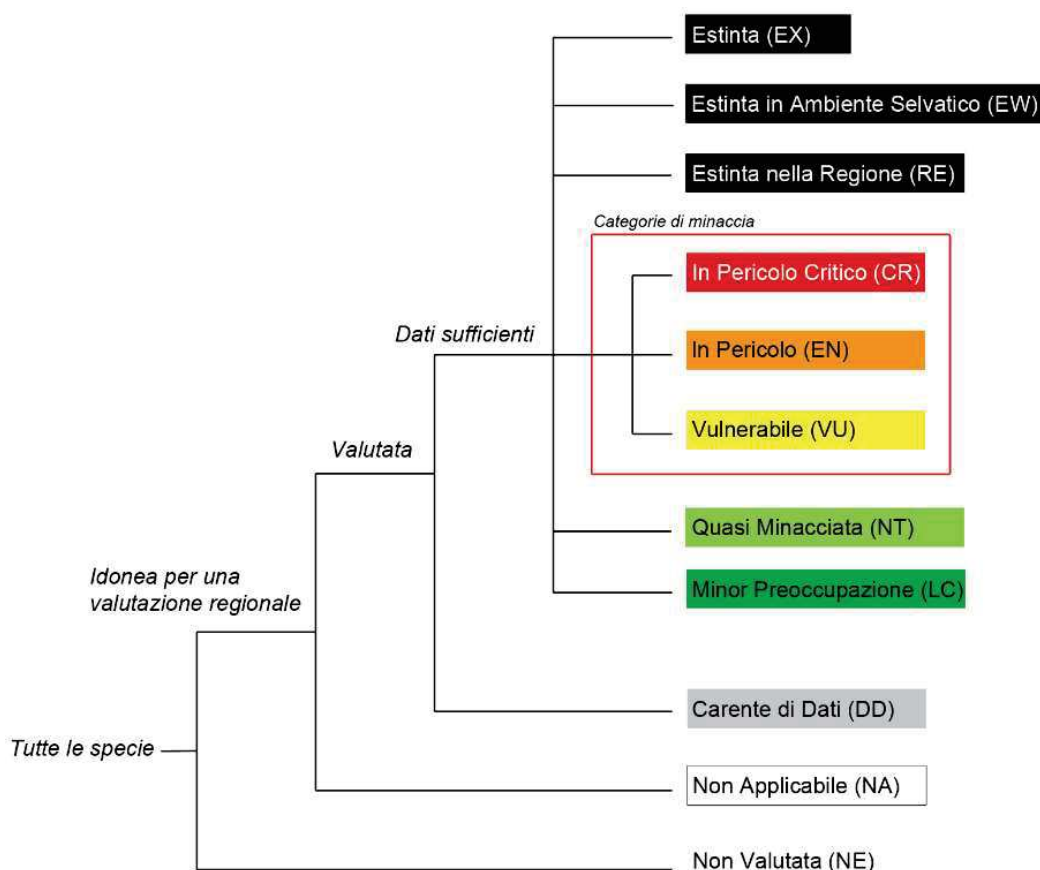 Estinta (EX)
Estinta in Ambiente Selvatico (EW)
Estinta nella Regione (RE)
Categorie di minaccia
In Pericolo Critico (CR)
Dati sufficienti
In Pericolo (EN)
Vulnerabile (VU)
Valutata
Quasi Minacciata (NT)
Idonea per una
valutazione regionale
Minor Preoccupazione (LC)
Carente di Dati (DD)
Tutte le specie
Non Applicabile (NA)
Non Valutata (NE)